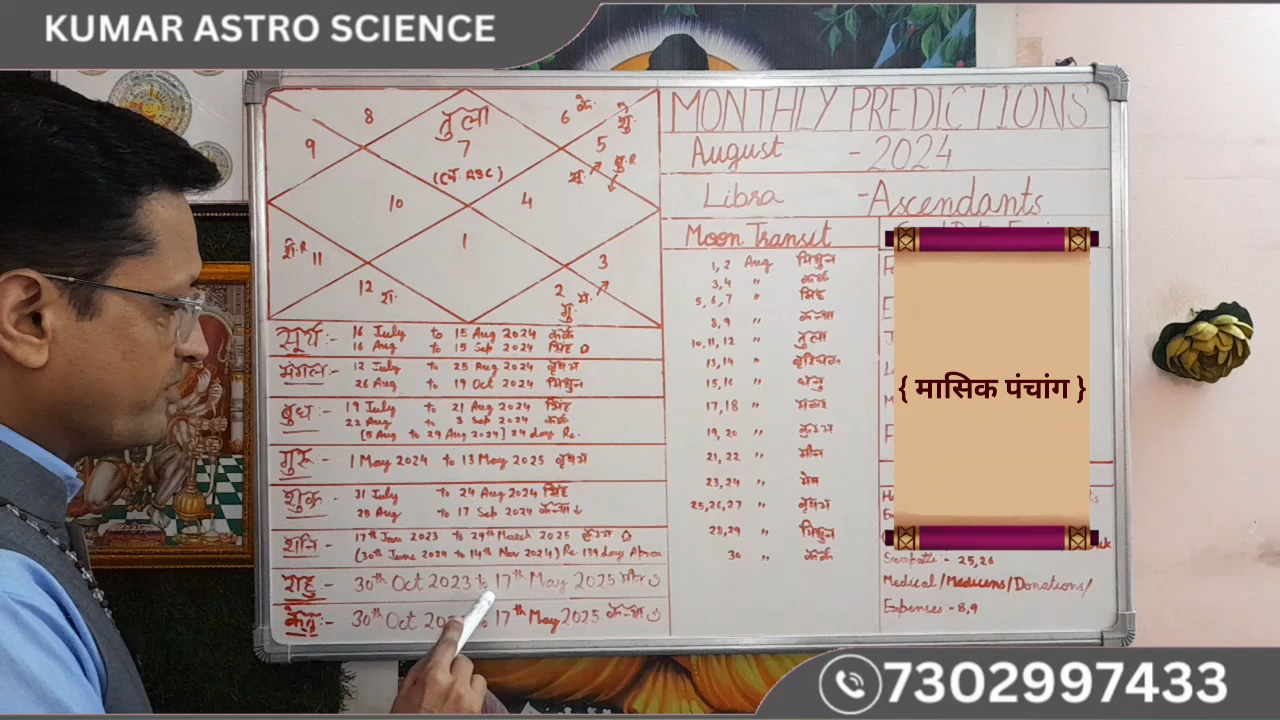 KUMAR ASTRO SCIENCE
8
तुला
7
(लं ASC)
6 के.
शु
5
सू.
बु.R
9
10
4
श.R
11
1
3
12
रा.
2
मं.
गु
सूर्य:-
16 July to 15 Aug 2024 कर्क
16 Aug to 15 Sep 2024 सिंह
मंगल:-
12 July to 25 Aug 2024 वृषभ
26 Aug to 19 Oct 2024 मिथुन
बुध:-
19 July to 21 Aug 2024 सिंह
22 Aug to 3 Sep 2024 कर्क
[5 Aug to 29 Aug 2024] 24 day Re.
गुरू:-
1 May 2024 to 13 May 2025 वृषभ
शुक्र:-
31 July to 24 Aug 2024 सिंह
25 Aug to 17 Sep 2024 कन्या ↓
शनि:-
17th Jan 2023 to 29th March 2025 कुम्भ
(30th June 2024 to 14th Nov 2024) Re 139 day
राहु:-
30th Oct 2023 to 17th May 2025 मीन
केतु:-
30th Oct to 17th May 2025 कन्या
MONTHLY PREDICTIONS
August - 2024
Libra - Ascendants
Moon Transit
1, 2 Aug मिथुन
3, 4 " कर्क
5, 6, 7 " सिंह
8, 9 " कन्या
10, 11, 12 " तुला
13, 14 " वृश्चिक
15, 16 " धनु
17, 18 " मकर
19, 20 " कुम्भ
21, 22 " मीन
23, 24 " मेष
25, 26, 27 " वृषभ
28, 29 " मिथुन
30 " कर्क
{ मासिक पंचांग }
Sampatti - 25, 26
Medical/Medicens/Donations/
Expenses - 8, 9
7302997433